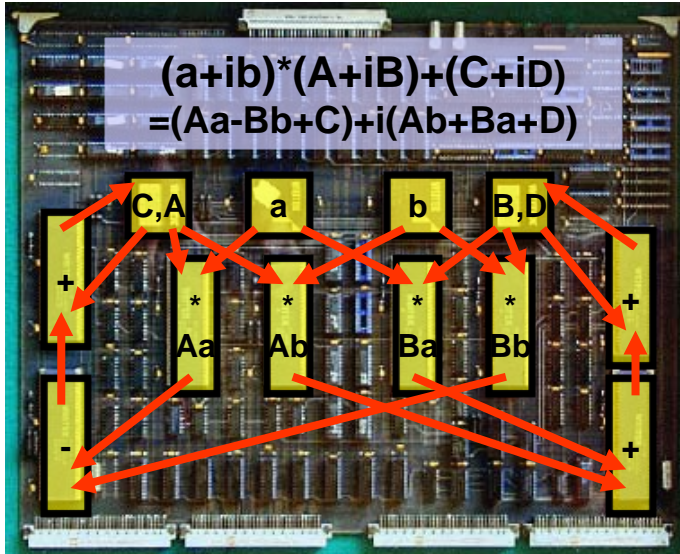 (a+ib)*(A+iB)+(C+iD)
=(Aa-Bb+C)+i(Ab+Ba+D)
C,A
a
b
B,D
+
*
Aa
*
Ab
*
Ba
*
Bb
+
-
+